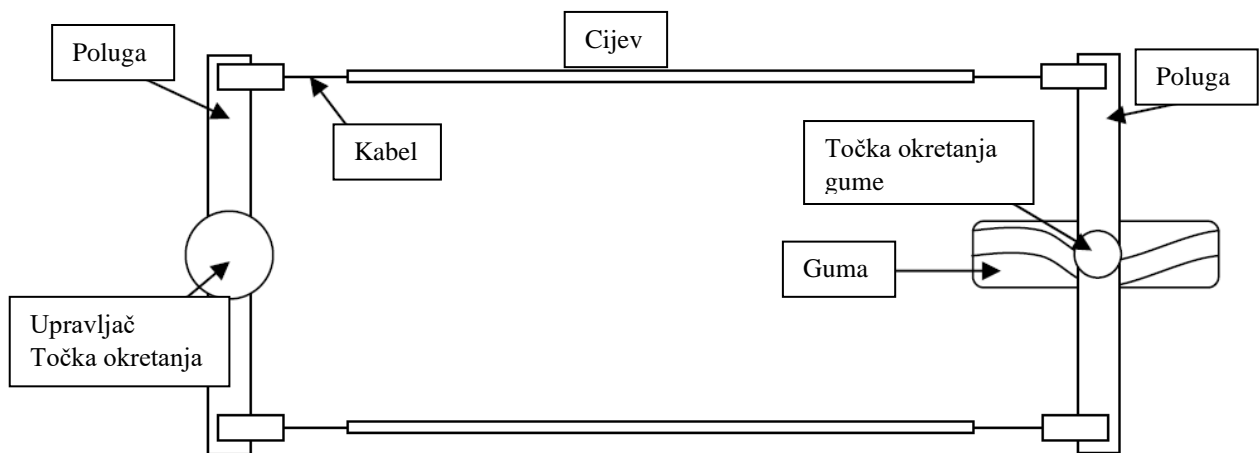 Cijev
Poluga
Poluga
Kabel
Točka okretanja
gume
Guma
Upravljač
Točka okretanja